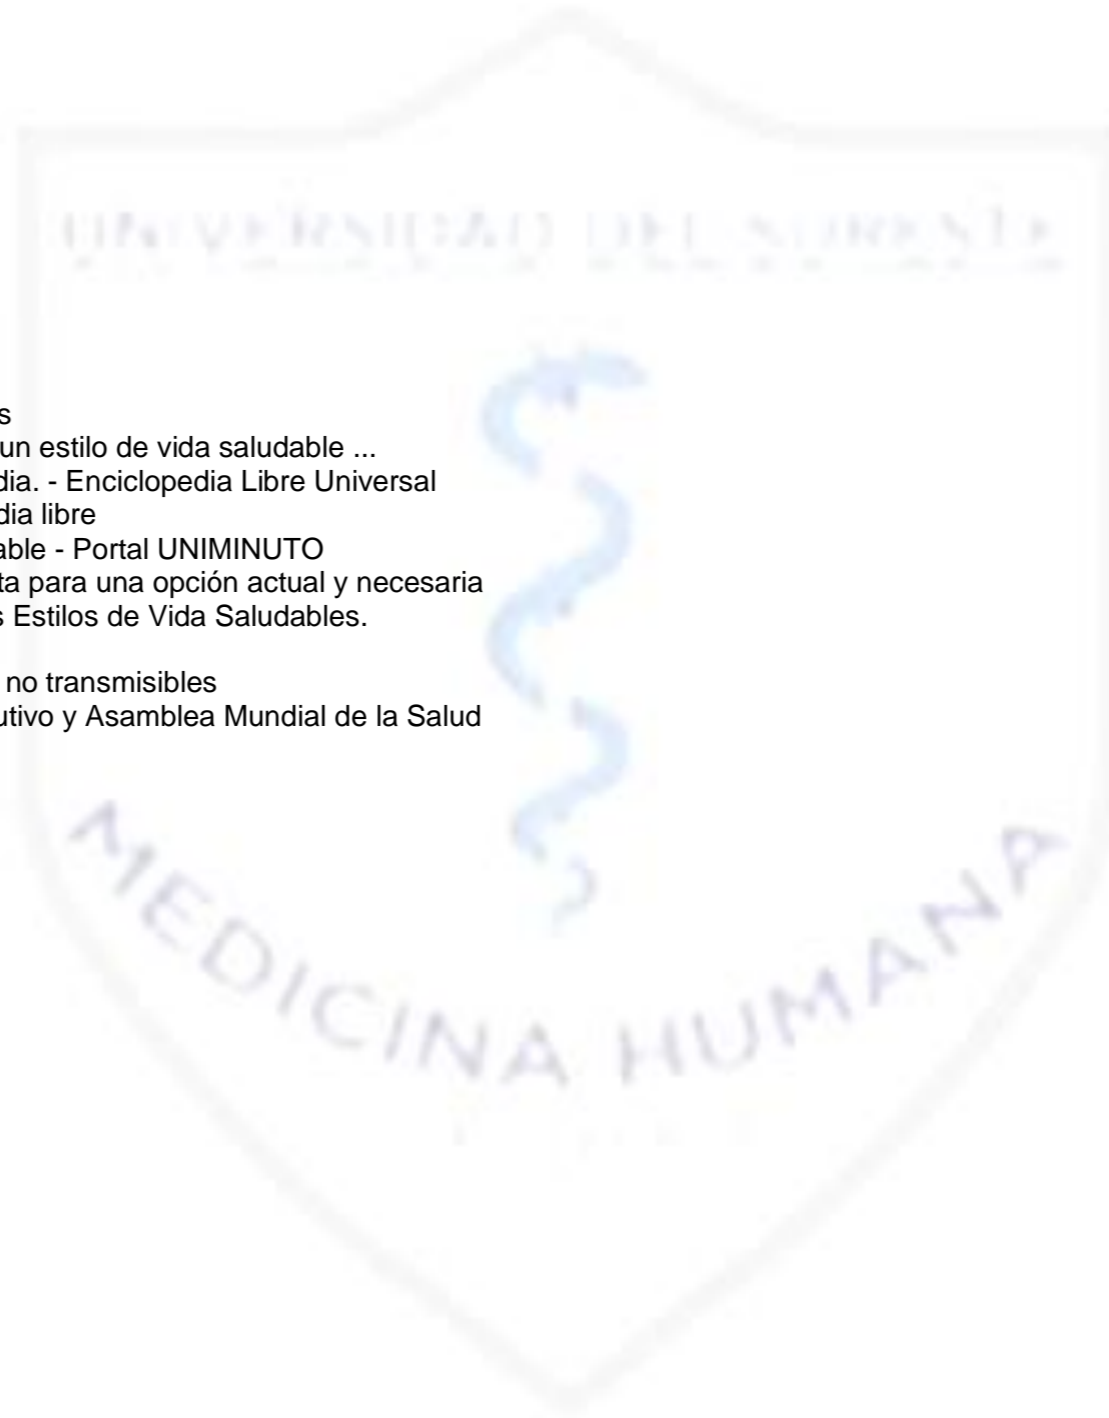 UNIVERSIDAD DEL NORESTE
s
un estilo de vida saludable ...
dia. - Enciclopedia Libre Universal
dia libre
able - Portal UNIMINUTO
ta para una opción actual y necesaria
s Estilos de Vida Saludables.
no transmisibles
utivo y Asamblea Mundial de la Salud
MEDICINA HUMANA